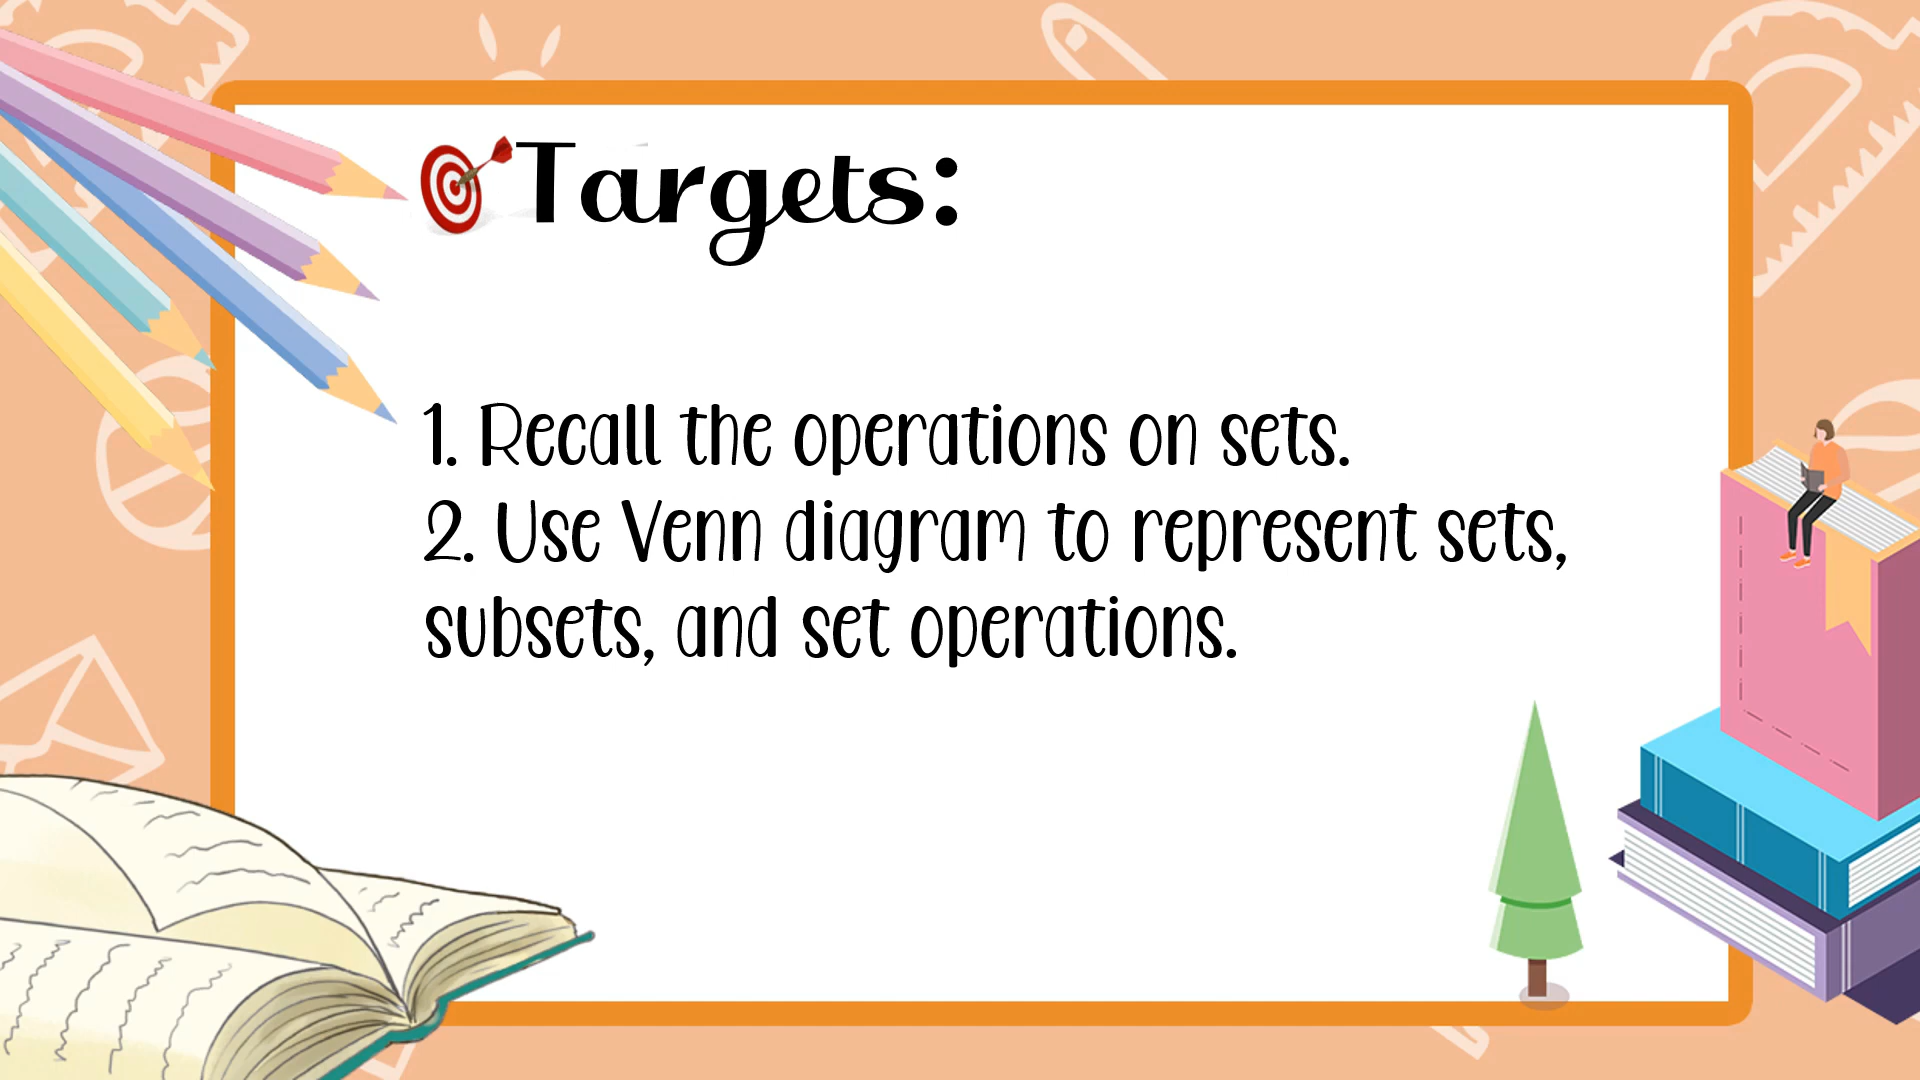 Targets:
1. Recall the operations on sets.
2. Use Venn diagram to represent sets,
subsets, and set operations.